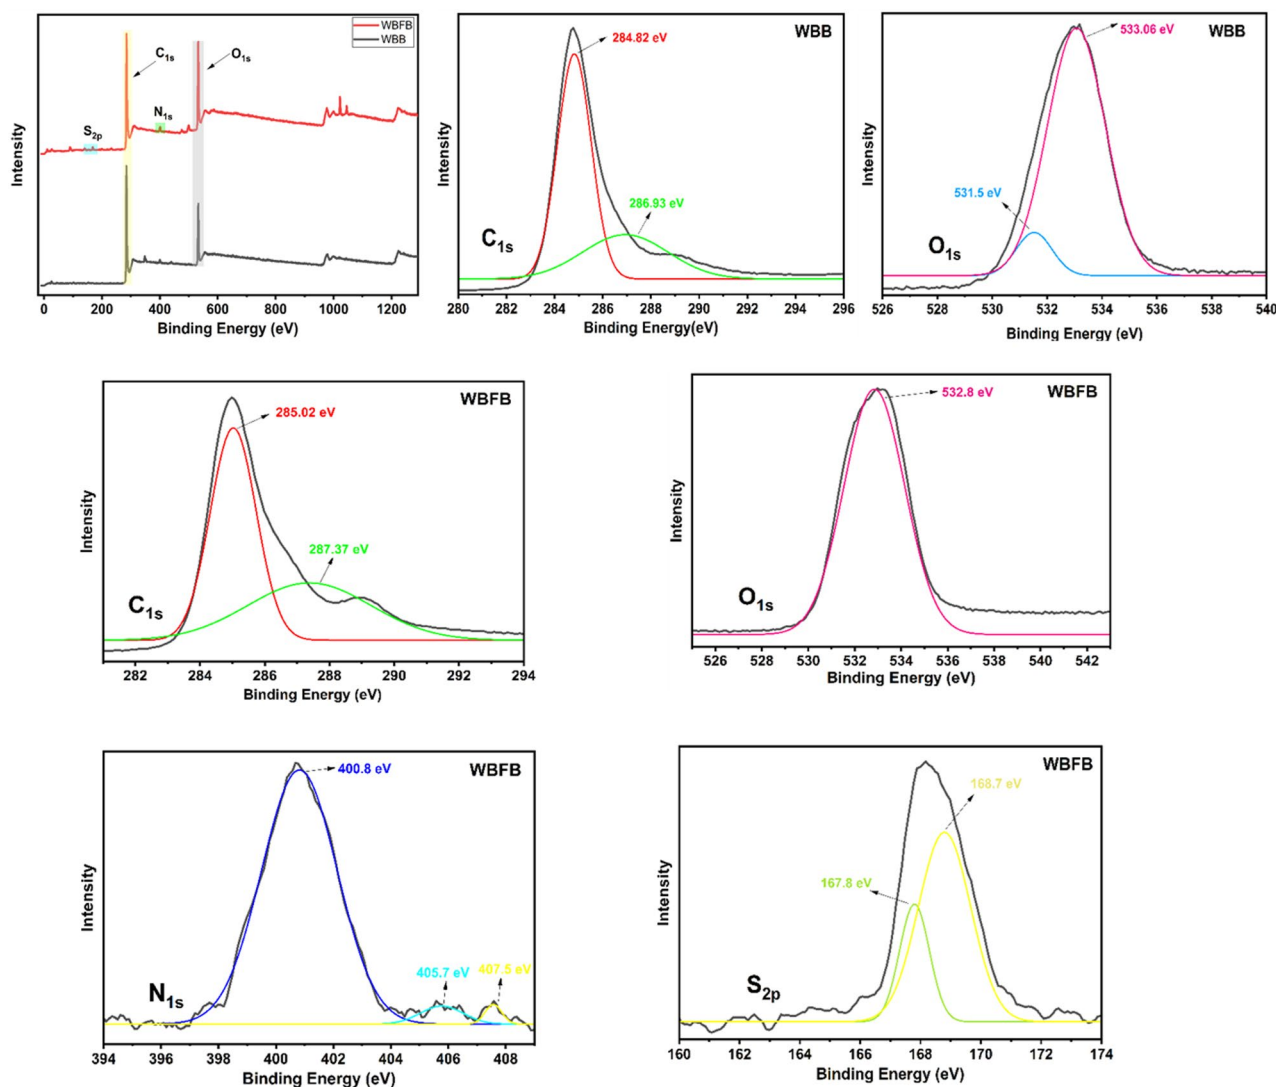 WBFB
WBB
C1s
O1s
N1s
S2p
Intensity
0 200 400 600 800 1000 1200
Binding Energy (eV)
WBB
284.82 eV
286.93 eV
C1s
Intensity
280 282 284 286 288 290 292 294 296
Binding Energy(eV)
WBB
533.06 eV
531.5 eV
O1s
Intensity
526 528 530 532 534 536 538 540
Binding Energy (eV)
WBFB
285.02 eV
287.37 eV
C1s
Intensity
282 284 286 288 290 292 294
Binding Energy (eV)
WBFB
532.8 eV
O1s
Intensity
526 528 530 532 534 536 538 540 542
Binding Energy (eV)
WBFB
400.8 eV
405.7 eV
407.5 eV
N1s
Intensity
394 396 398 400 402 404 406 408
Binding Energy (eV)
WBFB
168.7 eV
167.8 eV
S2p
Intensity
160 162 164 166 168 170 172 174
Binding Energy (eV)